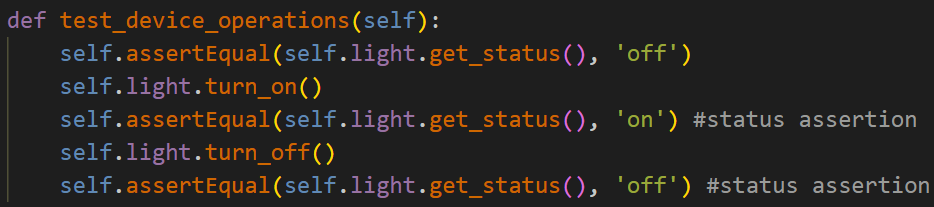 def test_device_operations(self):
    self.assertEqual(self.light.get_status(), 'off')
    self.light.turn_on()
    self.assertEqual(self.light.get_status(), 'on') #status assertion
    self.light.turn_off()
    self.assertEqual(self.light.get_status(), 'off') #status assertion